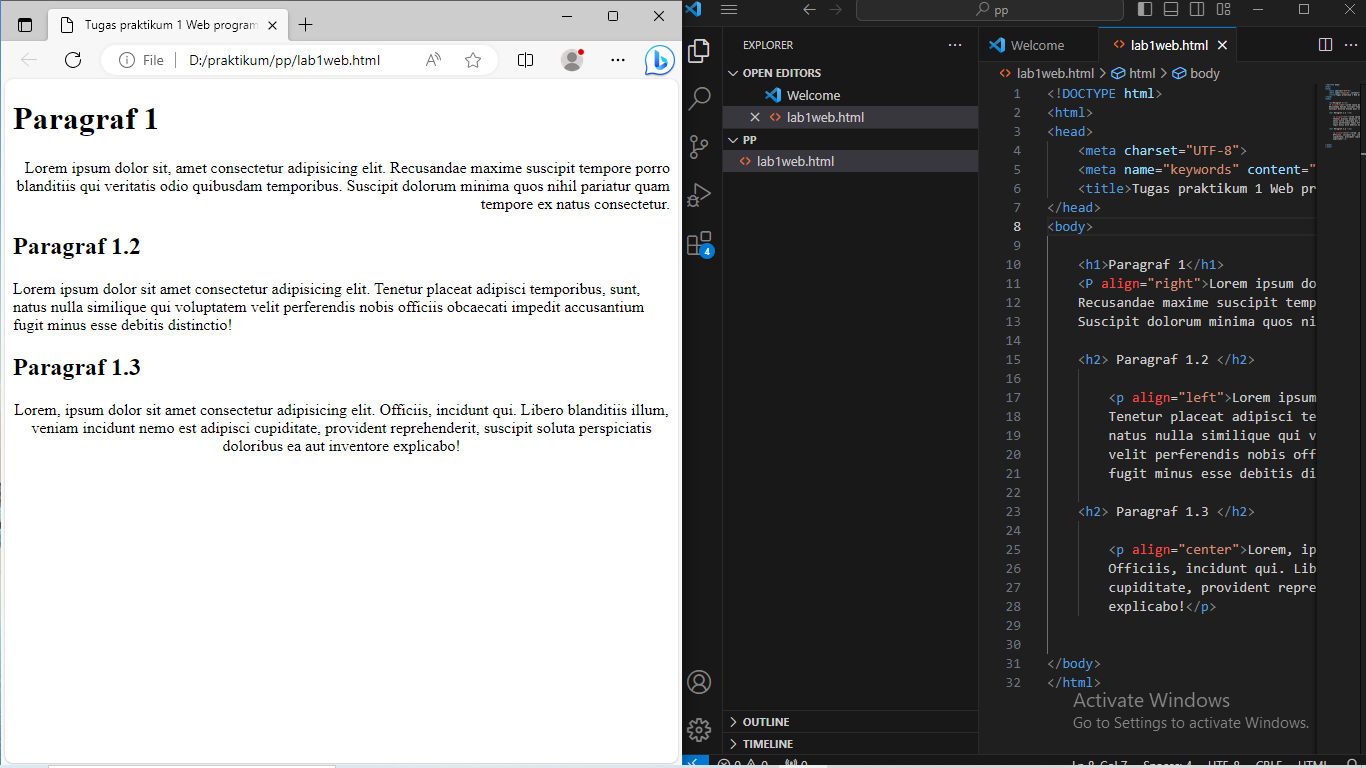 Tugas praktikum 1 Web program
File
D:/praktikum/pp/lab1web.html
Paragraf 1
Lorem ipsum dolor sit, amet consectetur adipisicing elit. Recusandae maxime suscipit tempore porro
blanditiis qui veritatis odio quibusdam temporibus. Suscipit dolorum minima quos nihil pariatur quam
tempore ex natus consectetur.
Paragraf 1.2
Lorem ipsum dolor sit amet consectetur adipisicing elit. Tenetur placeat adipisci temporibus, sunt,
natus nulla similique qui voluptatem velit perferendis nobis officiis obcaecati impedit accusantium
fugit minus esse debitis distinctio!
Paragraf 1.3
Lorem, ipsum dolor sit amet consectetur adipisicing elit. Officiis, incidunt qui. Libero blanditiis illum,
veniam incidunt nemo est adipisci cupiditate, provident reprehenderit, suscipit soluta perspiciatis
doloribus ea aut inventore explicabo!
pp
EXPLORER
OPEN EDITORS
Welcome
lab1web.html
PP
lab1web.html
4
OUTLINE
TIMELINE
Welcome
lab1web.html
lab1web.html > html > body
1 <!DOCTYPE html>
2 <html>
3 <head>
4 <meta charset="UTF-8">
5 <meta name="keywords" content="
6 <title>Tugas praktikum 1 Web pr
7 </head>
8 <body>
9
10 <h1>Paragraf 1</h1>
11 <P align="right">Lorem ipsum do
12 Recusandae maxime suscipit temp
13 Suscipit dolorum minima quos ni
14
15 <h2> Paragraf 1.2 </h2>
16
17 <p align="left">Lorem ipsum
18 Tenetur placeat adipisci te
19 natus nulla similique qui v
20 velit perferendis nobis off
21 fugit minus esse debitis di
22
23 <h2> Paragraf 1.3 </h2>
24
25 <p align="center">Lorem, ip
26 Officiis, incidunt qui. Lib
27 cupiditate, provident repre
28 explicabo!</p>
29
30
31 </body>
32 </html>
Activate Windows
Go to Settings to activate Windows.